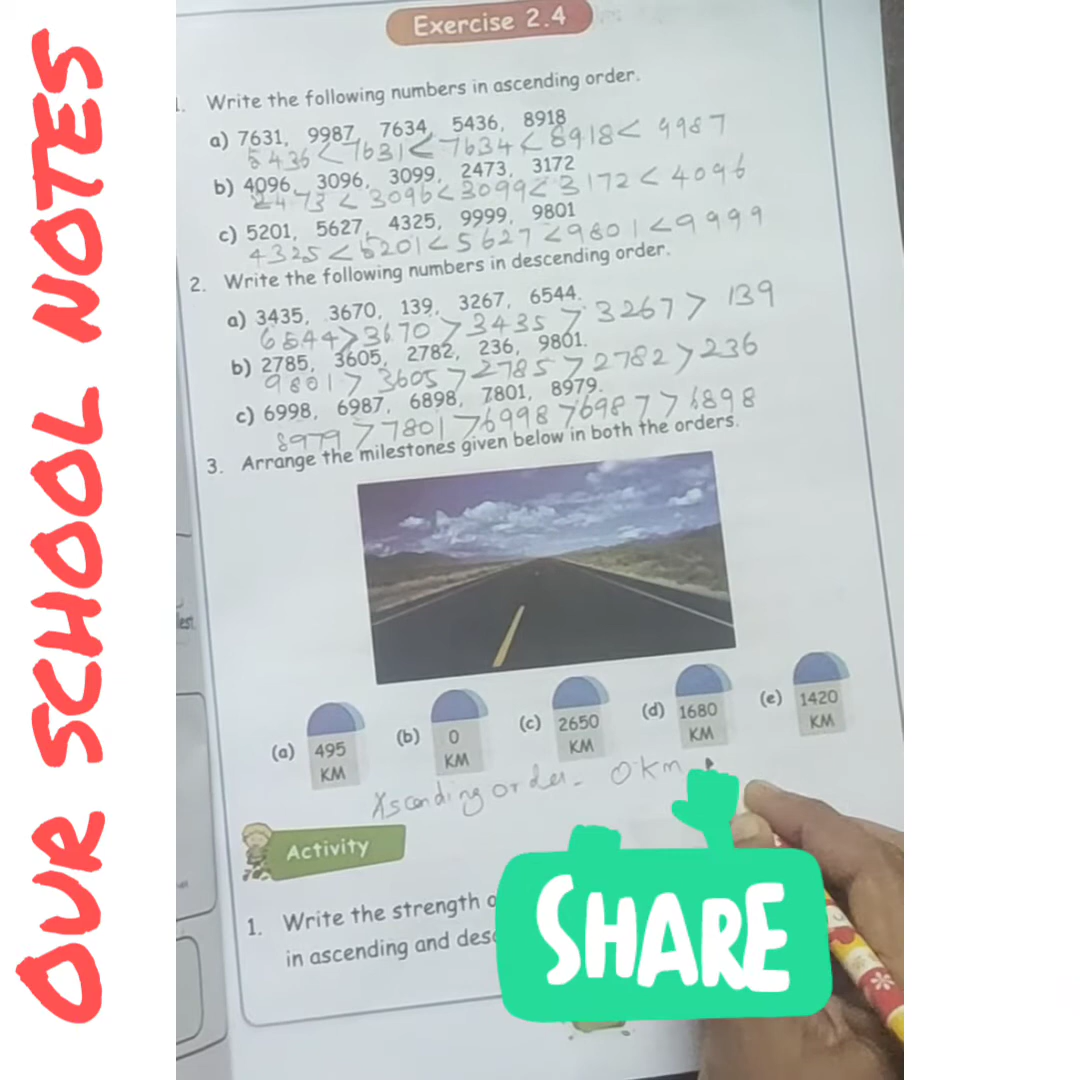 OUR SCHOOL NOTES
Exercise 2.4
1. Write the following numbers in ascending order.
a) 7631, 9987, 7634, 5436, 8918
5436 < 7631 < 7634 < 8918 < 9987
b) 4096, 3096, 3099, 2473, 3172
2473 < 3096 < 3099 < 3172 < 4096
c) 5201, 5627, 4325, 9999, 9801
4325 < 5201 < 5627 < 9801 < 9999
2. Write the following numbers in descending order.
a) 3435, 3670, 139, 3267, 6544.
6544 > 3670 > 3435 > 3267 > 139
b) 2785, 3605, 2782, 236, 9801.
9801 > 3605 > 2785 > 2782 > 236
c) 6998, 6987, 6898, 7801, 8979.
8979 > 7801 > 6998 > 6987 > 6898
3. Arrange the milestones given below in both the orders.
(a) 495 KM (b) 0 KM (c) 2650 KM (d) 1680 KM (e) 1420 KM
Ascending order - 0 km
Activity
1. Write the strength
in ascending and
SHARE